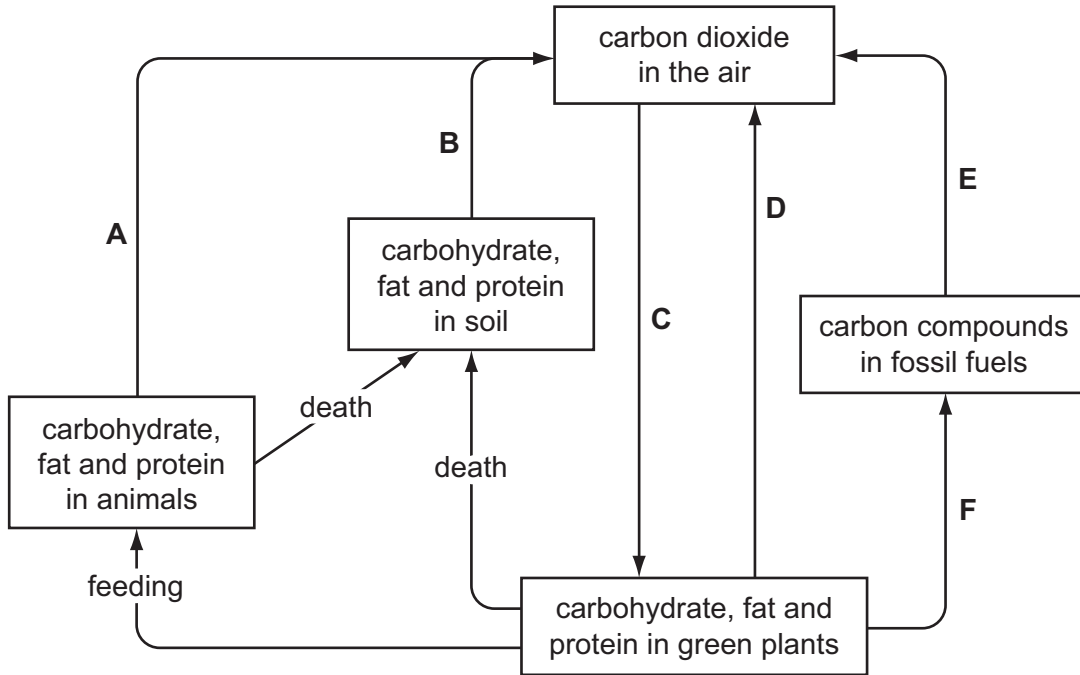 carbon dioxide
in the air
A
B
C
D
E
carbohydrate,
fat and protein
in soil
carbon compounds
in fossil fuels
death
carbohydrate,
fat and protein
in animals
death
F
feeding
carbohydrate, fat and
protein in green plants